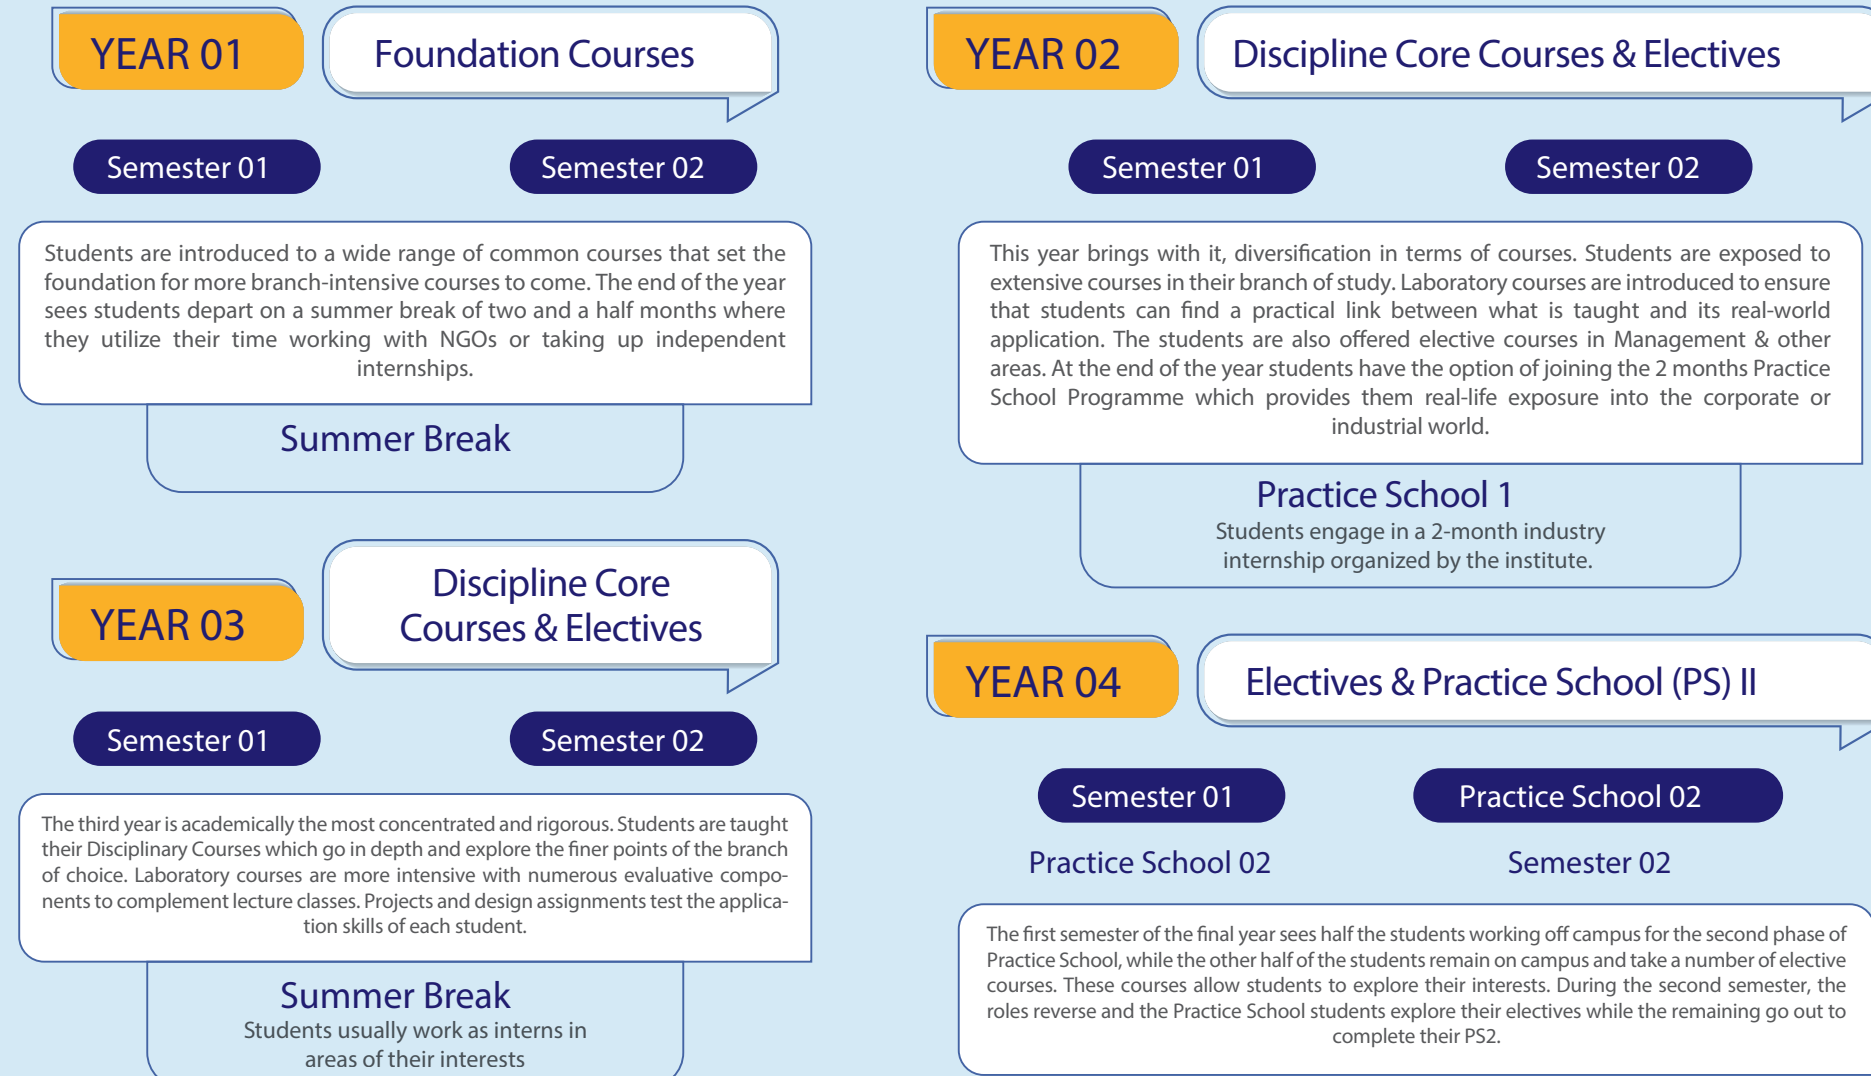 YEAR 01
Foundation Courses
Semester 01
Semester 02
Students are introduced to a wide range of common courses that set the
foundation for more branch-intensive courses to come. The end of the year
sees students depart on a summer break of two and a half months where
they utilize their time working with NGOs or taking up independent
internships.
Summer Break
YEAR 02
Discipline Core Courses & Electives
Semester 01
Semester 02
This year brings with it, diversification in terms of courses. Students are exposed to
extensive courses in their branch of study. Laboratory courses are introduced to ensure
that students can find a practical link between what is taught and its real-world
application. The students are also offered elective courses in Management & other
areas. At the end of the year students have the option of joining the 2 months Practice
School Programme which provides them real-life exposure into the corporate or
industrial world.
Practice School 1
Students engage in a 2-month industry
internship organized by the institute.
YEAR 03
Discipline Core
Courses & Electives
Semester 01
Semester 02
The third year is academically the most concentrated and rigorous. Students are taught
their Disciplinary Courses which go in depth and explore the finer points of the branch
of choice. Laboratory courses are more intensive with numerous evaluative compo-
nents to complement lecture classes. Projects and design assignments test the applica-
tion skills of each student.
Summer Break
Students usually work as interns in
areas of their interests
YEAR 04
Electives & Practice School (PS) II
Semester 01
Practice School 02
Practice School 02
Semester 02
The first semester of the final year sees half the students working off campus for the second phase of
Practice School, while the other half of the students remain on campus and take a number of elective
courses. These courses allow students to explore their interests. During the second semester, the
roles reverse and the Practice School students explore their electives while the remaining go out to
complete their PS2.